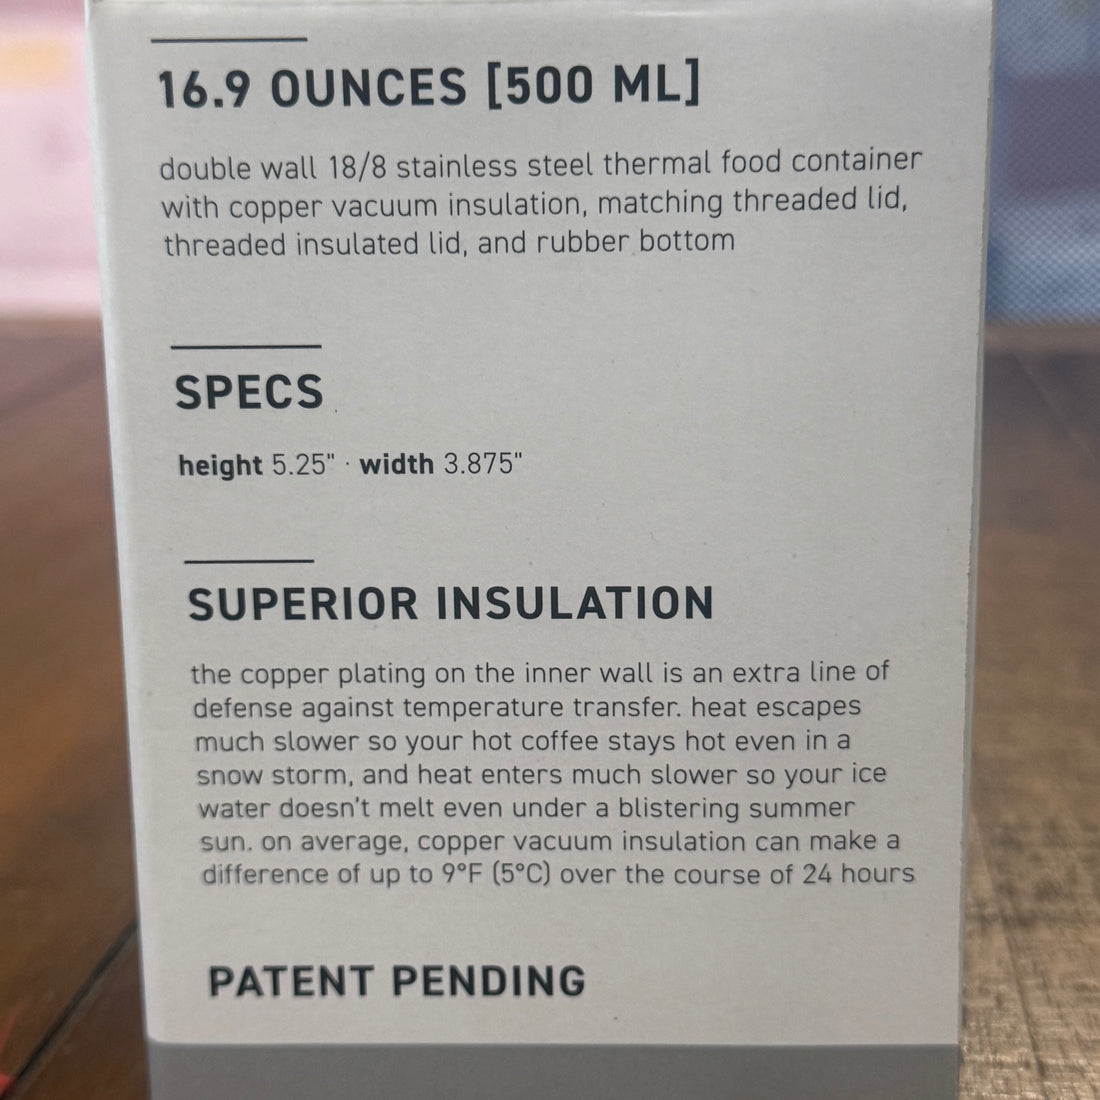 16.9 OUNCES [500 ML]
double wall 18/8 stainless steel thermal food container
with copper vacuum insulation, matching threaded lid,
threaded insulated lid, and rubber bottom
SPECS
height 5.25" · width 3.875"
SUPERIOR INSULATION
the copper plating on the inner wall is an extra line of
defense against temperature transfer. heat escapes
much slower so your hot coffee stays hot even in a
snow storm, and heat enters much slower so your ice
water doesn't melt even under a blistering summer
sun. on average, copper vacuum insulation can make a
difference of up to 9°F (5°C) over the course of 24 hours
PATENT PENDING